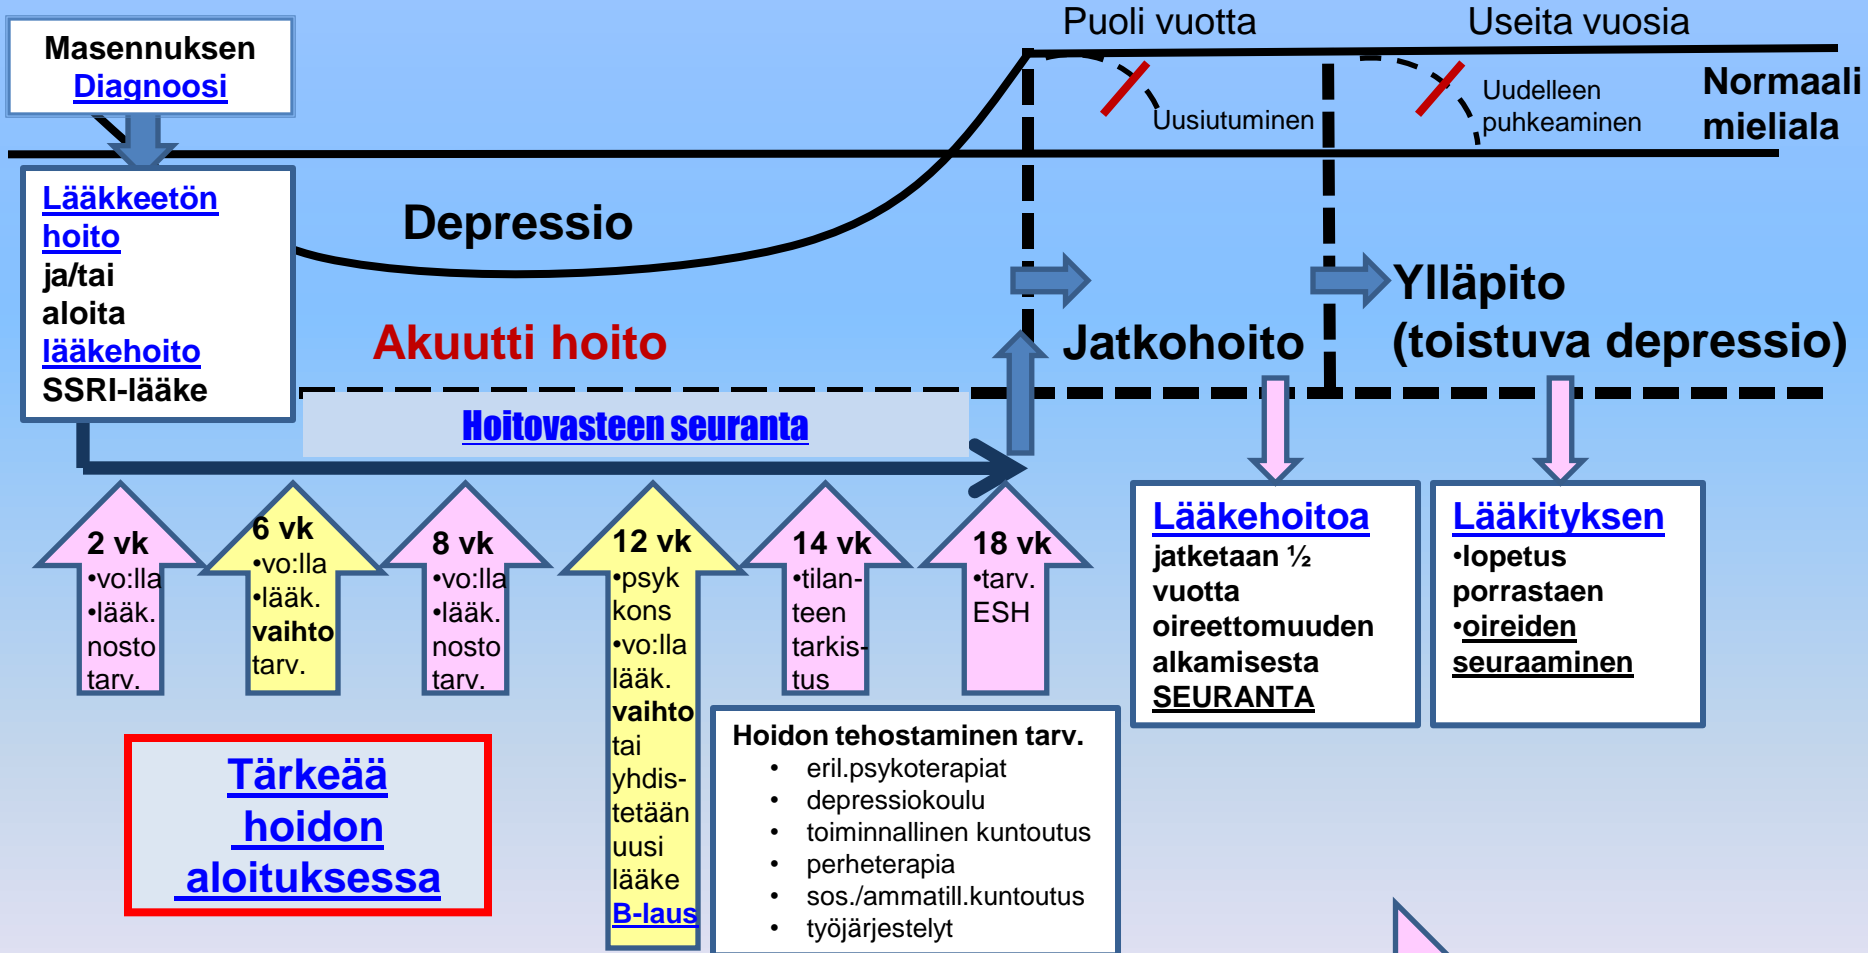 Masennuksen
Diagnoosi
Puoli vuotta
Useita vuosia
Uusiutuminen
Uudelleen
puhkeaminen
Normaali
mieliala
Lääkkeetön
hoito
ja/tai
aloita
lääkehoito
SSRI-lääke
Depressio
Akuutti hoito
Jatkohoito
Ylläpito
(toistuva depressio)
Hoitovasteen seuranta
2 vk
•vo:lla
•lääk.
nosto
tarv.
6 vk
•vo:lla
•lääk.
vaihto
tarv.
8 vk
•vo:lla
•lääk.
nosto
tarv.
12 vk
•psyk
kons
•vo:lla
lääk.
vaihto
tai
yhdis-
tetään
uusi
lääke
B-laus
14 vk
•tilan-
teen
tarkis-
tus
18 vk
•tarv.
ESH
Lääkehoitoa
jatketaan ½
vuotta
oireettomuuden
alkamisesta
SEURANTA
Lääkityksen
•lopetus
porrastaen
•oireiden
seuraaminen
Tärkeää
hoidon
aloituksessa
Hoidon tehostaminen tarv.
• eril.psykoterapiat
• depressiokoulu
• toiminnallinen kuntoutus
• perheterapia
• sos./ammatill.kuntoutus
• työjärjestelyt